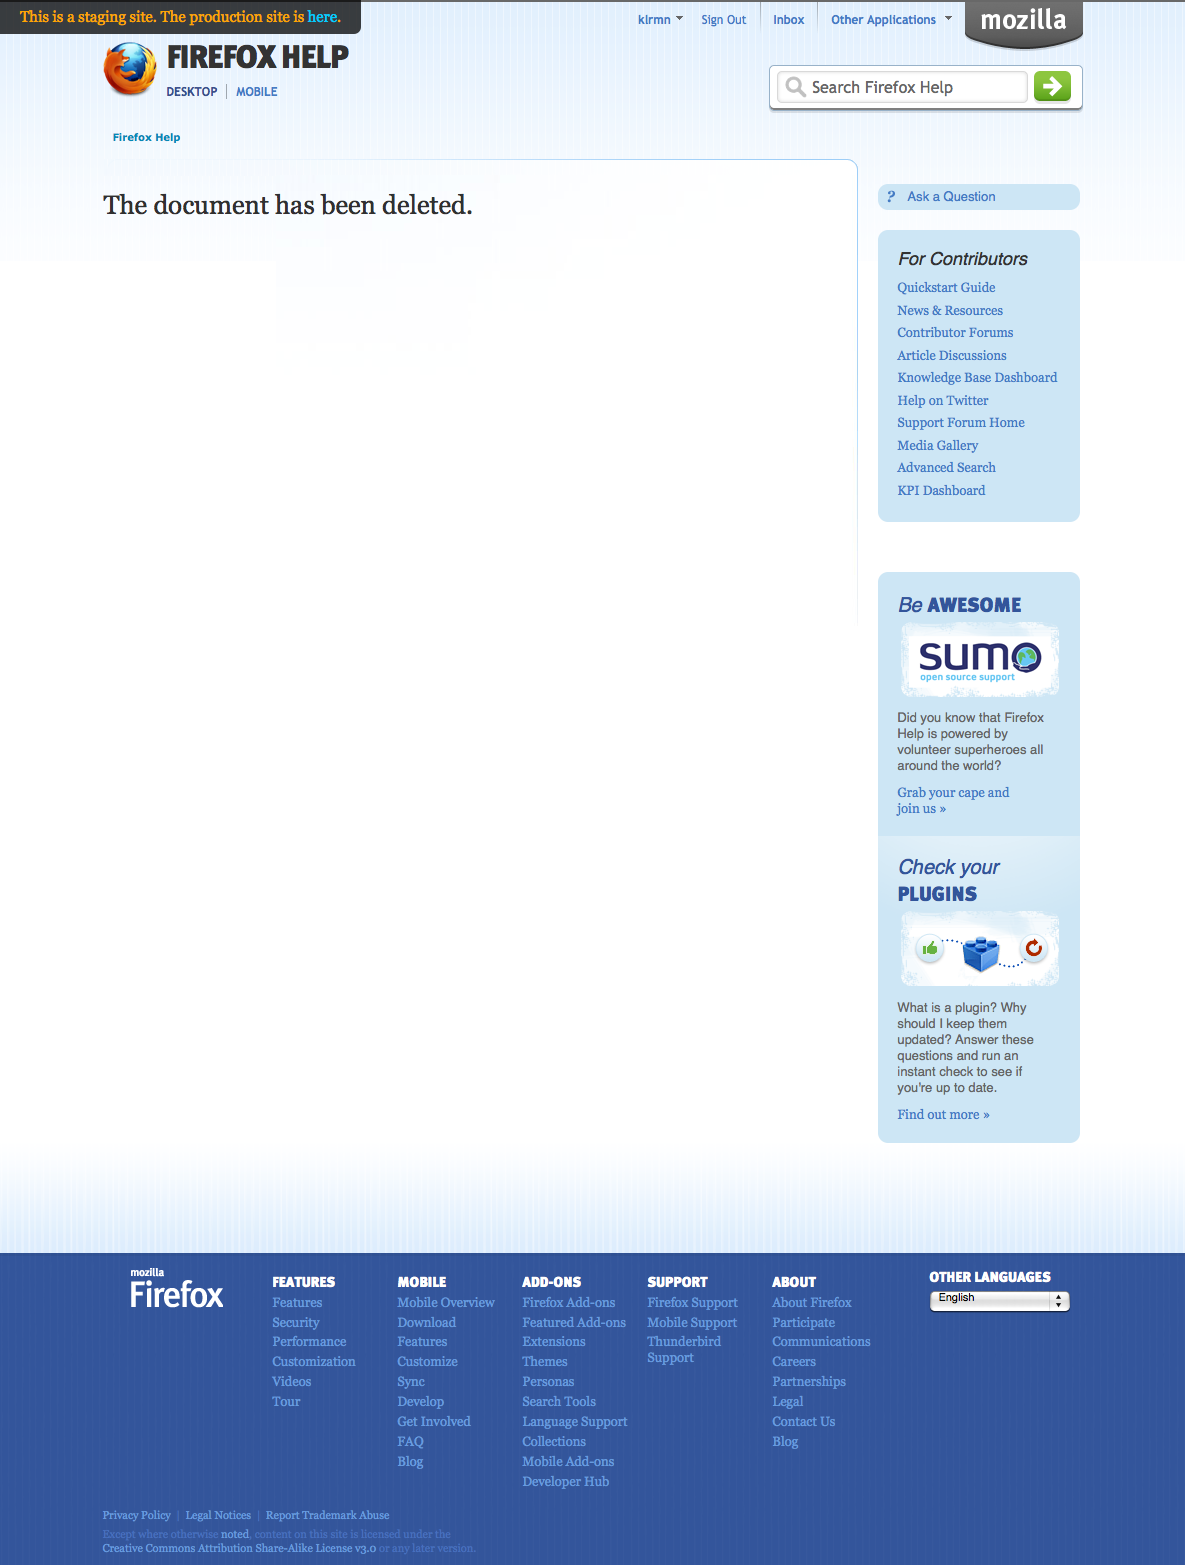 This is a staging site. The production site is here.
klrmn Sign Out Inbox Other Applications mozilla
FIREFOX HELP
DESKTOP MOBILE
Search Firefox Help
Firefox Help
The document has been deleted.
? Ask a Question
For Contributors
Quickstart Guide
News & Resources
Contributor Forums
Article Discussions
Knowledge Base Dashboard
Help on Twitter
Support Forum Home
Media Gallery
Advanced Search
KPI Dashboard
Be AWESOME
sumo
open source support
Did you know that Firefox
Help is powered by
volunteer superheroes all
around the world?
Grab your cape and
join us »
Check your
PLUGINS
What is a plugin? Why
should I keep them
updated? Answer these
questions and run an
instant check to see if
you're up to date.
Find out more »
mozilla
Firefox
FEATURES
Features
Security
Performance
Customization
Videos
Tour
MOBILE
Mobile Overview
Download
Features
Customize
Sync
Develop
Get Involved
FAQ
Blog
ADD-ONS
Firefox Add-ons
Featured Add-ons
Extensions
Themes
Personas
Search Tools
Language Support
Collections
Mobile Add-ons
Developer Hub
SUPPORT
Firefox Support
Mobile Support
Thunderbird
Support
ABOUT
About Firefox
Participate
Communications
Careers
Partnerships
Legal
Contact Us
Blog
OTHER LANGUAGES
English
Privacy Policy | Legal Notices | Report Trademark Abuse
Except where otherwise noted, content on this site is licensed under the
Creative Commons Attribution Share-Alike License v3.0 or any later version.